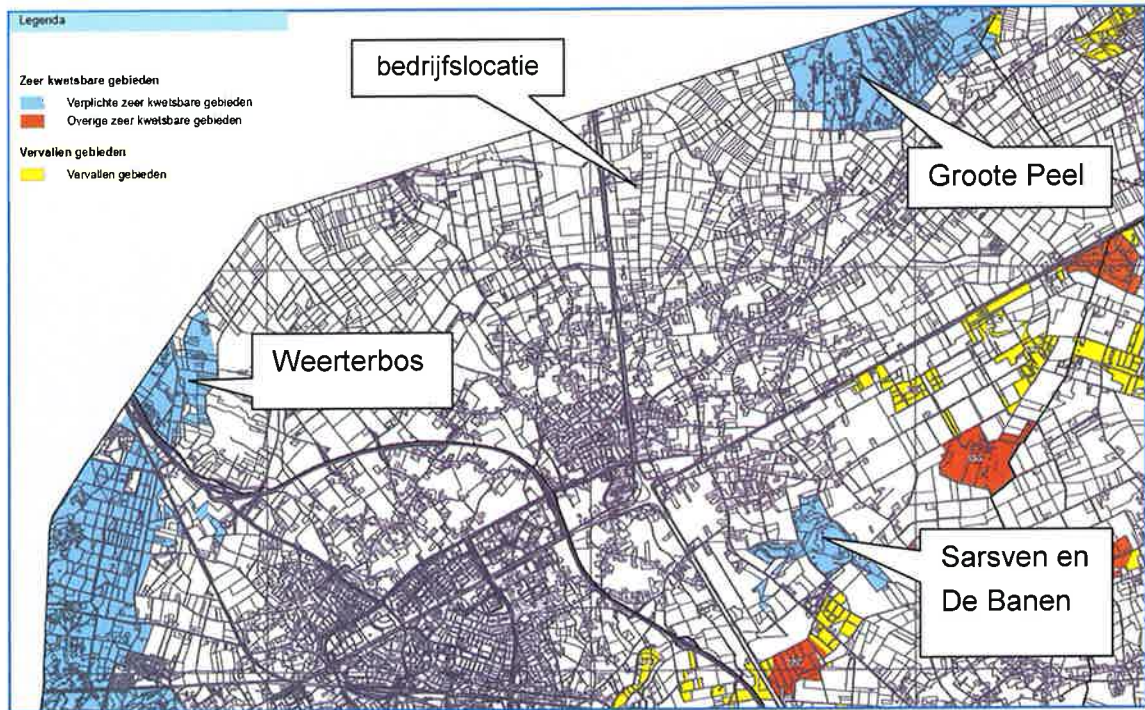 Legenda
Zeer kwetsbare gebieden
Verplichte zeer kwetsbare gebieden
Overige zeer kwetsbare gebieden
Vervallen gebieden
Vervallen gebieden
bedrijfslocatie
Groote Peel
Weerterbos
Sarsven en
De Banen